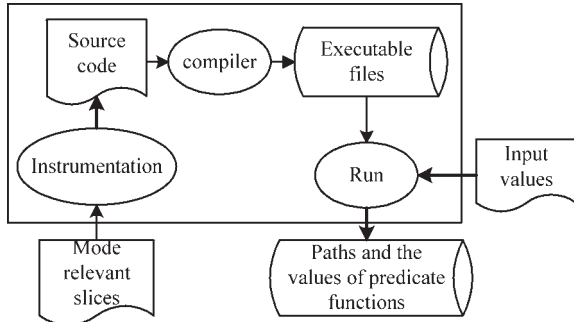 Source
code
compiler
Executable
files
Instrumentation
Run
Input
values
Mode
relevant
slices
Paths and the
values of predicate
functions